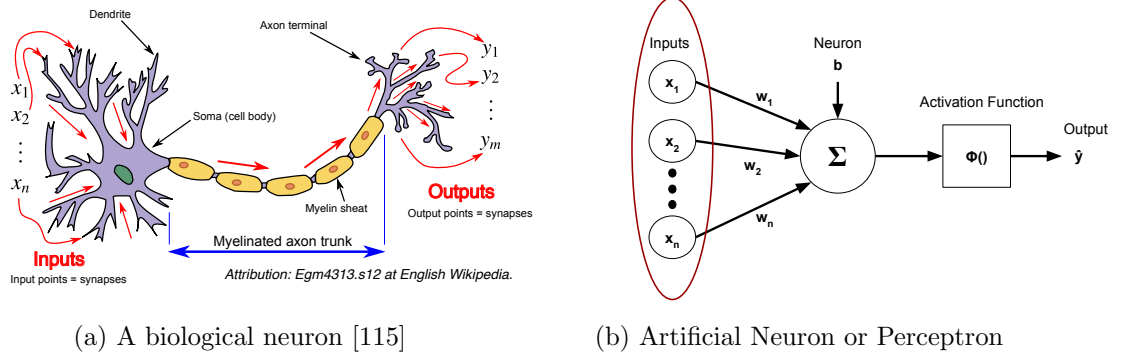 Dendrite
Axon terminal
x1
x2
⋮
xn
Soma (cell body)
y1
y2
⋮
ym
Myelin sheat
Outputs
Output points = synapses
Inputs
Input points = synapses
Myelinated axon trunk
Attribution: Egm4313.s12 at English Wikipedia.
(a) A biological neuron [115]
Inputs
Neuron
b
x1
w1
x2
w2
xn
wn
Σ
Activation Function
Φ()
Output
ŷ
(b) Artificial Neuron or Perceptron